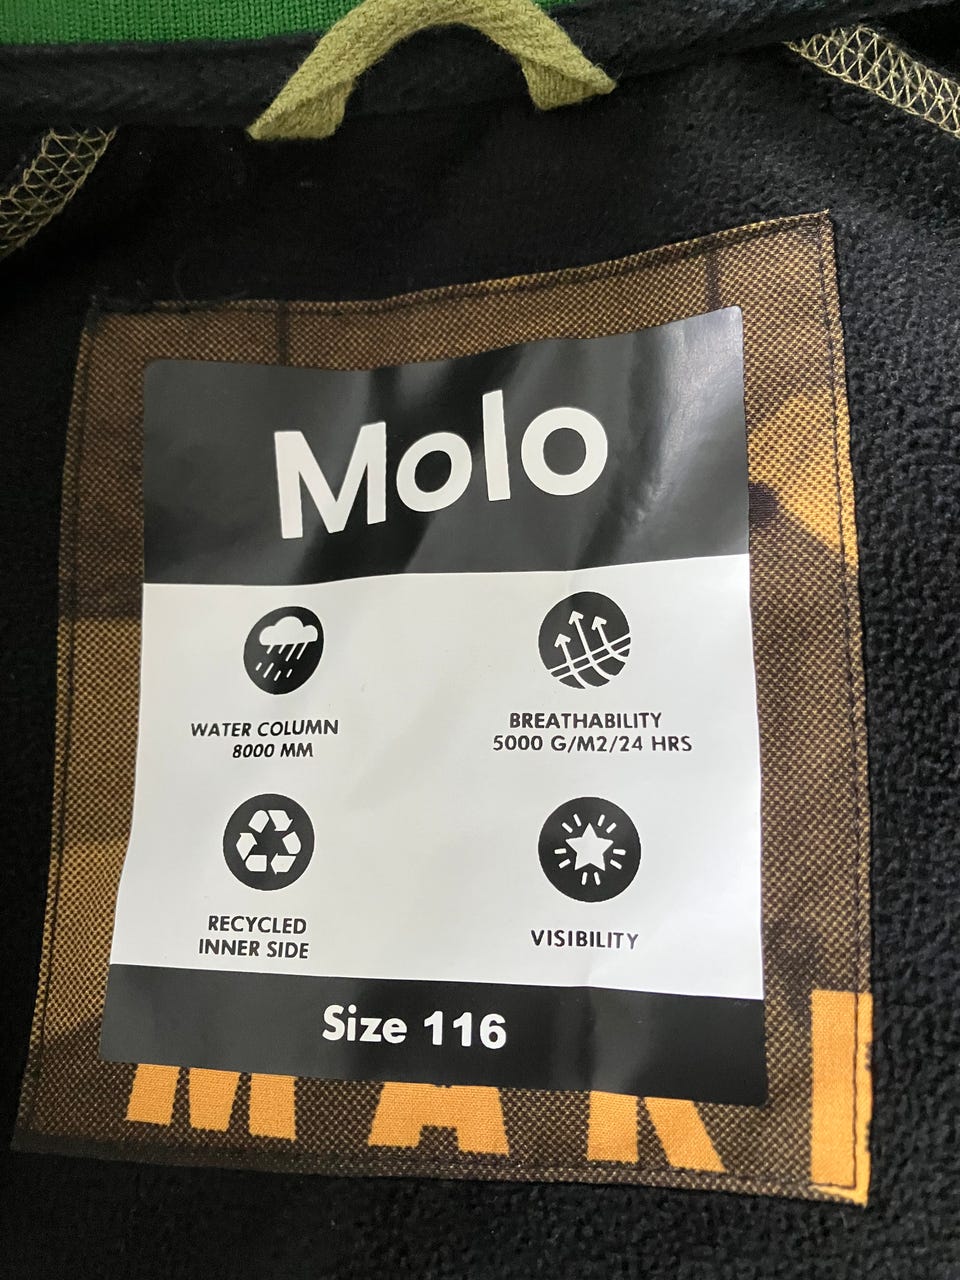 Molo
WATER COLUMN
8000 MM
BREATHABILITY
5000 G/M2/24 HRS
RECYCLED
INNER SIDE
VISIBILITY
Size 116